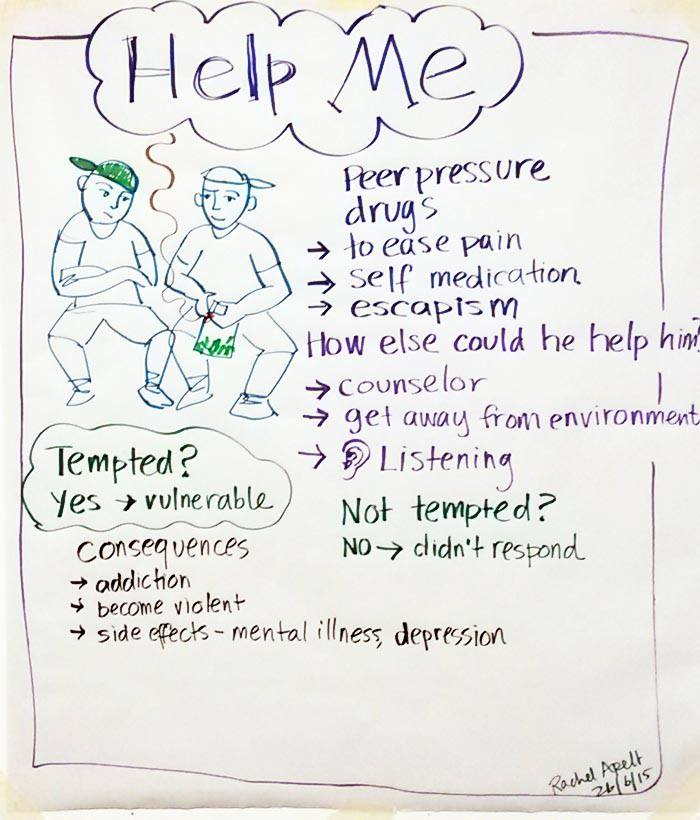 Help Me
Peer pressure
drugs
→ to ease pain
→ self medication
→ escapism
How else could he help him?
→ counselor
→ get away from environment
→ Listening
Tempted?
Yes → vulnerable
Not tempted?
NO → didn't respond
consequences
→ addiction
→ become violent
→ side effects - mental illness, depression
Rachel Apelt
26/6/15